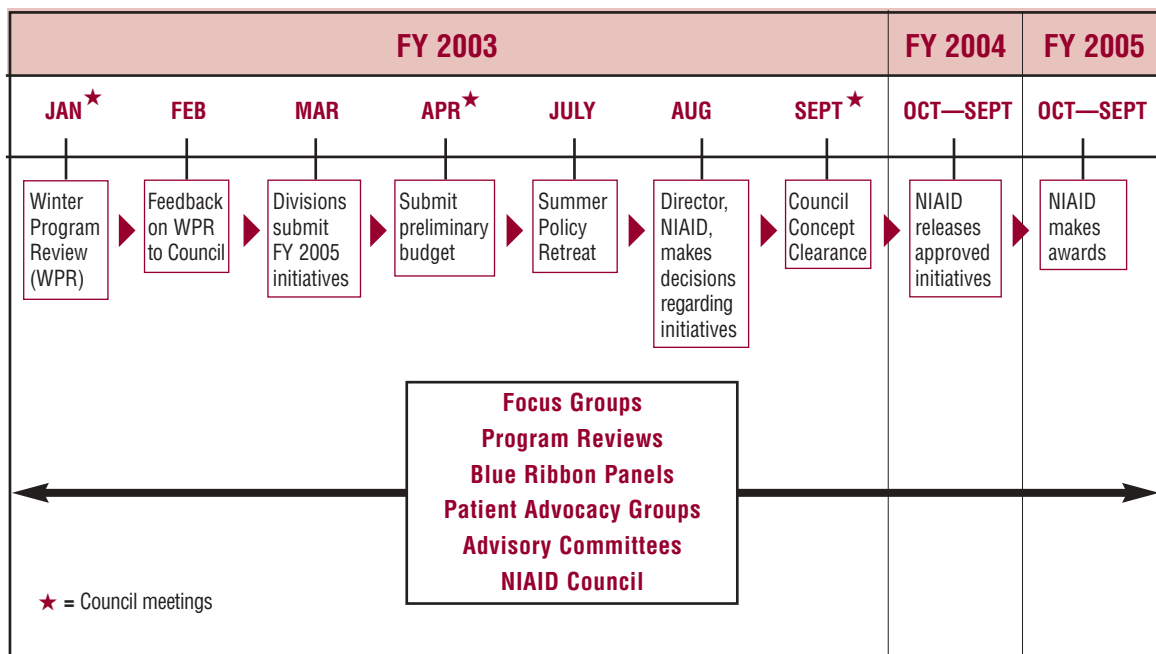 FY 2003
FY 2004
FY 2005
JAN ★
FEB
MAR
APR ★
JULY
AUG
SEPT ★
OCT—SEPT
OCT—SEPT
Winter
Program
Review
(WPR)
Feedback
on WPR
to Council
Divisions
submit
FY 2005
initiatives
Submit
preliminary
budget
Summer
Policy
Retreat
Director,
NIAID,
makes
decisions
regarding
initiatives
Council
Concept
Clearance
NIAID
releases
approved
initiatives
NIAID
makes
awards
Focus Groups
Program Reviews
Blue Ribbon Panels
Patient Advocacy Groups
Advisory Committees
NIAID Council
★ = Council meetings